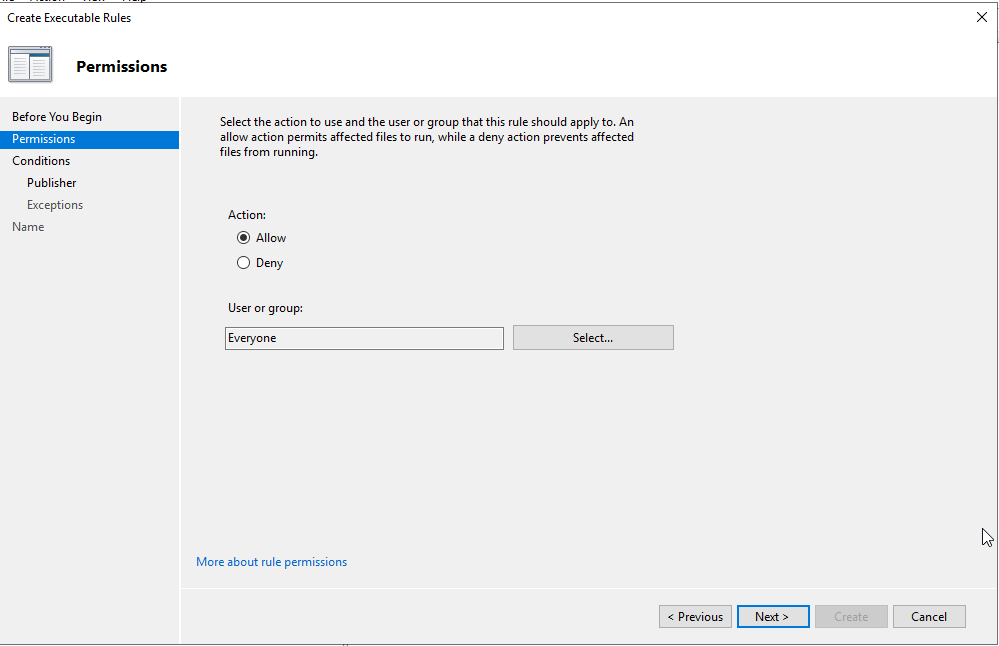 Create Executable Rules
Permissions
Before You Begin
Permissions
Conditions
Publisher
Exceptions
Name
Select the action to use and the user or group that this rule should apply to. An
allow action permits affected files to run, while a deny action prevents affected
files from running.
Action:
Allow
Deny
User or group:
Everyone
Select...
More about rule permissions
< Previous
Next >
Create
Cancel